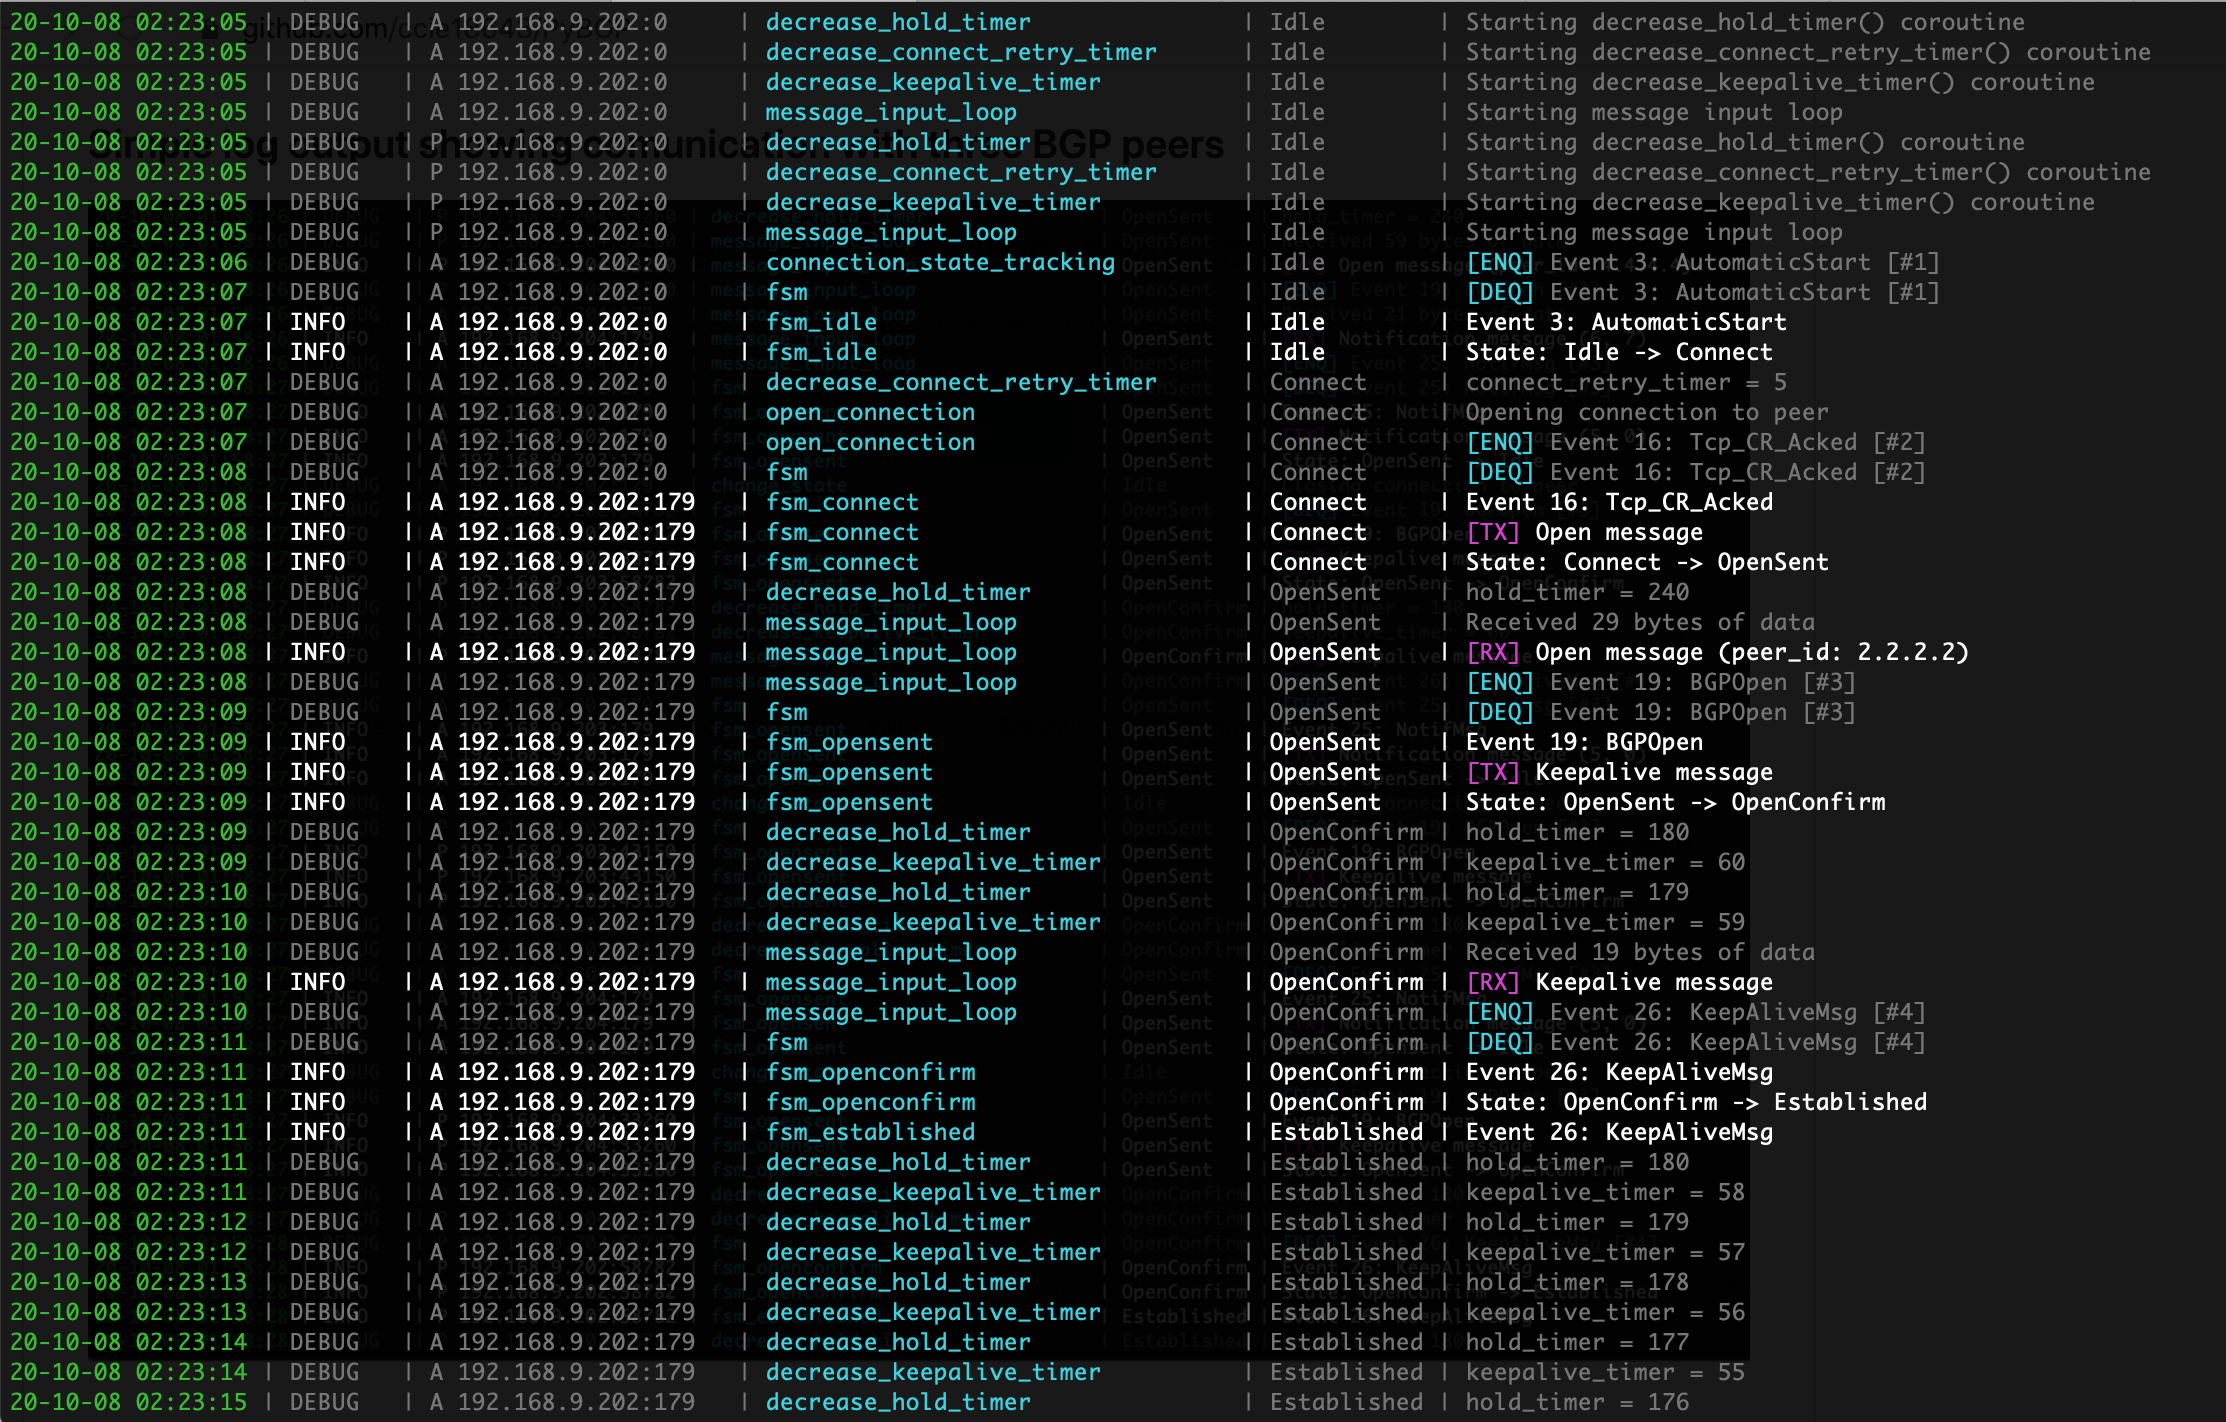 20-10-08 02:23:05 | DEBUG | A 192.168.9.202:0 | decrease_hold_timer | Idle | Starting decrease_hold_timer() coroutine
20-10-08 02:23:05 | DEBUG | A 192.168.9.202:0 | decrease_connect_retry_timer | Idle | Starting decrease_connect_retry_timer() coroutine
20-10-08 02:23:05 | DEBUG | A 192.168.9.202:0 | decrease_keepalive_timer | Idle | Starting decrease_keepalive_timer() coroutine
20-10-08 02:23:05 | DEBUG | A 192.168.9.202:0 | message_input_loop | Idle | Starting message input loop
20-10-08 02:23:05 | DEBUG | P 192.168.9.202:0 | decrease_hold_timer | Idle | Starting decrease_hold_timer() coroutine
Simple log output showing comunication with three BGP peers
20-10-08 02:23:05 | DEBUG | P 192.168.9.202:0 | decrease_connect_retry_timer | Idle | Starting decrease_connect_retry_timer() coroutine
20-10-08 02:23:05 | DEBUG | P 192.168.9.202:0 | decrease_keepalive_timer | Idle | Starting decrease_keepalive_timer() coroutine
20-10-08 02:23:05 | DEBUG | P 192.168.9.202:0 | message_input_loop | Idle | Starting message input loop
20-10-08 02:23:06 | DEBUG | A 192.168.9.202:0 | connection_state_tracking | Idle | [ENQ] Event 3: AutomaticStart [#1]
20-10-08 02:23:07 | DEBUG | A 192.168.9.202:0 | fsm | Idle | [DEQ] Event 3: AutomaticStart [#1]
20-10-08 02:23:07 | INFO | A 192.168.9.202:0 | fsm_idle | Idle | Event 3: AutomaticStart
20-10-08 02:23:07 | INFO | A 192.168.9.202:0 | fsm_idle | Idle | State: Idle -> Connect
20-10-08 02:23:07 | DEBUG | A 192.168.9.202:0 | decrease_connect_retry_timer | Connect | connect_retry_timer = 5
20-10-08 02:23:07 | DEBUG | A 192.168.9.202:0 | open_connection | Connect | Opening connection to peer
20-10-08 02:23:07 | DEBUG | A 192.168.9.202:0 | open_connection | Connect | [ENQ] Event 16: Tcp_CR_Acked [#2]
20-10-08 02:23:08 | DEBUG | A 192.168.9.202:0 | fsm | Connect | [DEQ] Event 16: Tcp_CR_Acked [#2]
20-10-08 02:23:08 | INFO | A 192.168.9.202:179 | fsm_connect | Connect | Event 16: Tcp_CR_Acked
20-10-08 02:23:08 | INFO | A 192.168.9.202:179 | fsm_connect | Connect | [TX] Open message
20-10-08 02:23:08 | INFO | A 192.168.9.202:179 | fsm_connect | Connect | State: Connect -> OpenSent
20-10-08 02:23:08 | DEBUG | A 192.168.9.202:179 | decrease_hold_timer | OpenSent | hold_timer = 240
20-10-08 02:23:08 | DEBUG | A 192.168.9.202:179 | message_input_loop | OpenSent | Received 29 bytes of data
20-10-08 02:23:08 | INFO | A 192.168.9.202:179 | message_input_loop | OpenSent | [RX] Open message (peer_id: 2.2.2.2)
20-10-08 02:23:08 | DEBUG | A 192.168.9.202:179 | message_input_loop | OpenSent | [ENQ] Event 19: BGPOpen [#3]
20-10-08 02:23:09 | DEBUG | A 192.168.9.202:179 | fsm | OpenSent | [DEQ] Event 19: BGPOpen [#3]
20-10-08 02:23:09 | INFO | A 192.168.9.202:179 | fsm_opensent | OpenSent | Event 19: BGPOpen
20-10-08 02:23:09 | INFO | A 192.168.9.202:179 | fsm_opensent | OpenSent | [TX] Keepalive message
20-10-08 02:23:09 | INFO | A 192.168.9.202:179 | fsm_opensent | OpenSent | State: OpenSent -> OpenConfirm
20-10-08 02:23:09 | DEBUG | A 192.168.9.202:179 | decrease_hold_timer | OpenConfirm | hold_timer = 180
20-10-08 02:23:09 | DEBUG | A 192.168.9.202:179 | decrease_keepalive_timer | OpenConfirm | keepalive_timer = 60
20-10-08 02:23:10 | DEBUG | A 192.168.9.202:179 | decrease_hold_timer | OpenConfirm | hold_timer = 179
20-10-08 02:23:10 | DEBUG | A 192.168.9.202:179 | decrease_keepalive_timer | OpenConfirm | keepalive_timer = 59
20-10-08 02:23:10 | DEBUG | A 192.168.9.202:179 | message_input_loop | OpenConfirm | Received 19 bytes of data
20-10-08 02:23:10 | INFO | A 192.168.9.202:179 | message_input_loop | OpenConfirm | [RX] Keepalive message
20-10-08 02:23:10 | DEBUG | A 192.168.9.202:179 | message_input_loop | OpenConfirm | [ENQ] Event 26: KeepAliveMsg [#4]
20-10-08 02:23:11 | DEBUG | A 192.168.9.202:179 | fsm | OpenConfirm | [DEQ] Event 26: KeepAliveMsg [#4]
20-10-08 02:23:11 | INFO | A 192.168.9.202:179 | fsm_openconfirm | OpenConfirm | Event 26: KeepAliveMsg
20-10-08 02:23:11 | INFO | A 192.168.9.202:179 | fsm_openconfirm | OpenConfirm | State: OpenConfirm -> Established
20-10-08 02:23:11 | INFO | A 192.168.9.202:179 | fsm_established | Established | Event 26: KeepAliveMsg
20-10-08 02:23:11 | DEBUG | A 192.168.9.202:179 | decrease_hold_timer | Established | hold_timer = 180
20-10-08 02:23:11 | DEBUG | A 192.168.9.202:179 | decrease_keepalive_timer | Established | keepalive_timer = 58
20-10-08 02:23:12 | DEBUG | A 192.168.9.202:179 | decrease_hold_timer | Established | hold_timer = 179
20-10-08 02:23:12 | DEBUG | A 192.168.9.202:179 | decrease_keepalive_timer | Established | keepalive_timer = 57
20-10-08 02:23:13 | DEBUG | A 192.168.9.202:179 | decrease_hold_timer | Established | hold_timer = 178
20-10-08 02:23:13 | DEBUG | A 192.168.9.202:179 | decrease_keepalive_timer | Established | keepalive_timer = 56
20-10-08 02:23:14 | DEBUG | A 192.168.9.202:179 | decrease_hold_timer | Established | hold_timer = 177
20-10-08 02:23:14 | DEBUG | A 192.168.9.202:179 | decrease_keepalive_timer | Established | keepalive_timer = 55
20-10-08 02:23:15 | DEBUG | A 192.168.9.202:179 | decrease_hold_timer | Established | hold_timer = 176